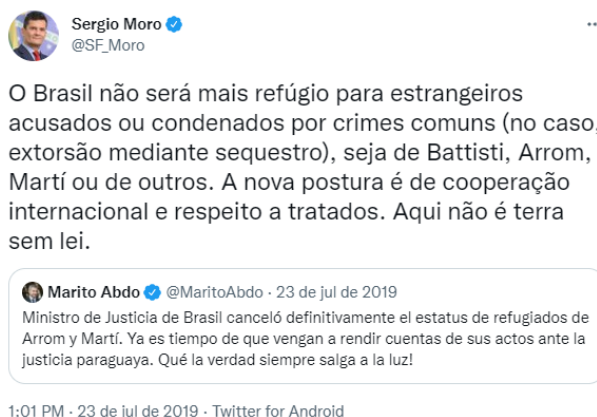 Sergio Moro
@SF_Moro
O Brasil não será mais refúgio para estrangeiros
acusados ou condenados por crimes comuns (no caso,
extorsão mediante sequestro), seja de Battisti, Arrom,
Martí ou de outros. A nova postura é de cooperação
internacional e respeito a tratados. Aqui não é terra
sem lei.
Marito Abdo @MaritoAbdo · 23 de jul de 2019
Ministro de Justicia de Brasil canceló definitivamente el estatus de refugiados de
Arrom y Martí. Ya es tiempo de que vengan a rendir cuentas de sus actos ante la
justicia paraguaya. Qué la verdad siempre salga a la luz!
1:01 PM · 23 de jul de 2019 · Twitter for Android